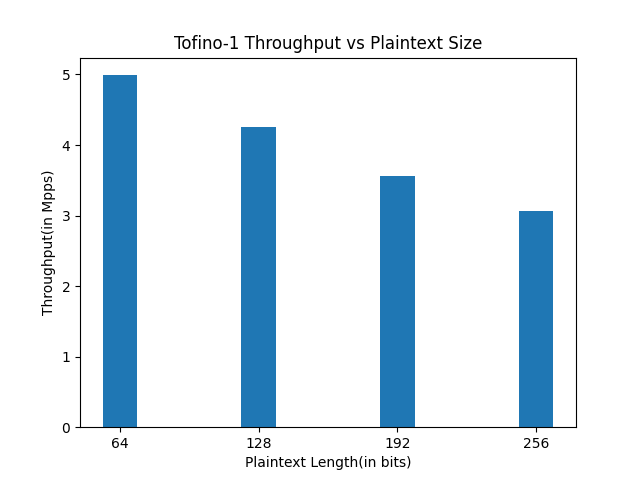 Tofino-1 Throughput vs Plaintext Size
Throughput(in Mpps)
5
4
3
2
1
0
64 128 192 256
Plaintext Length(in bits)